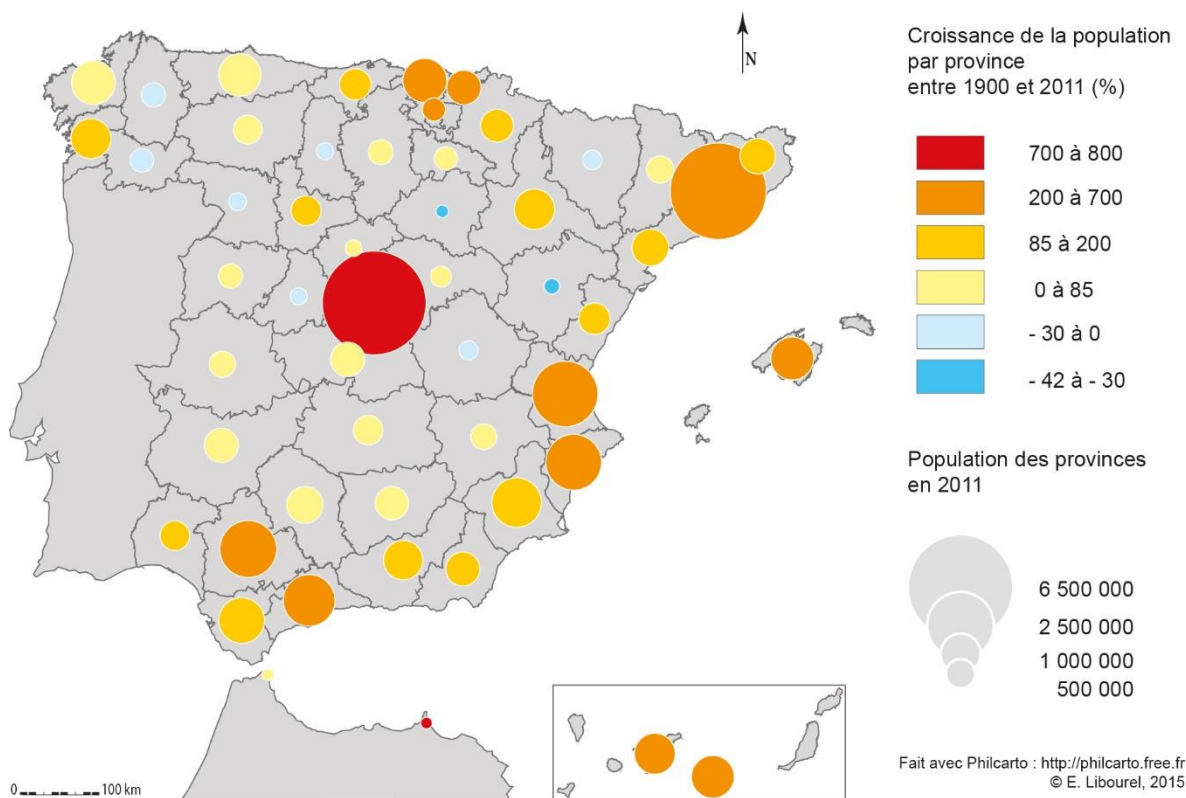 N
Croissance de la population
par province
entre 1900 et 2011 (%)
700 à 800
200 à 700
85 à 200
0 à 85
- 30 à 0
- 42 à - 30
Population des provinces
en 2011
6 500 000
2 500 000
1 000 000
500 000
0 100 km
Fait avec Philcarto : http://philcarto.free.fr
© E. Libourel, 2015